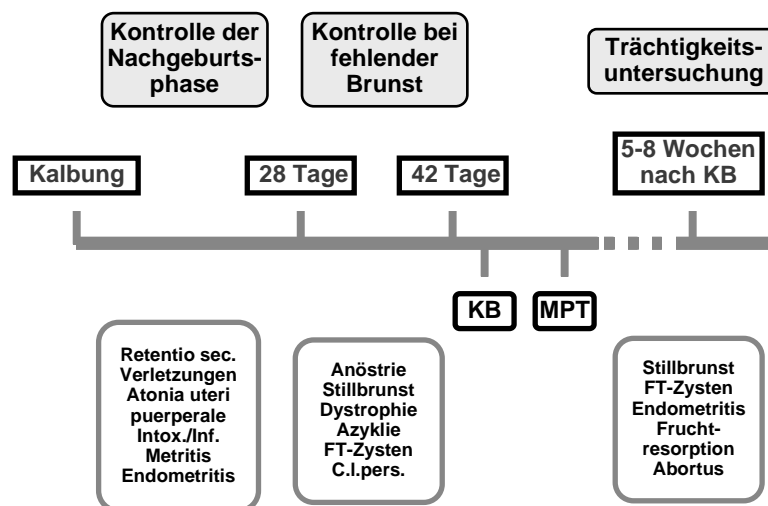 Kontrolle der
Nachgeburts-
phase
Kontrolle bei
fehlender
Brunst
Trächtigkeits-
untersuchung
Kalbung
28 Tage
42 Tage
5-8 Wochen
nach KB
KB
MPT
Retentio sec.
Verletzungen
Atonia uteri
puerperale
Intox./Inf.
Metritis
Endometritis
Anöstrie
Stillbrunst
Dystrophie
Azyklie
FT-Zysten
C.l.pers.
Stillbrunst
FT-Zysten
Endometritis
Frucht-
resorption
Abortus